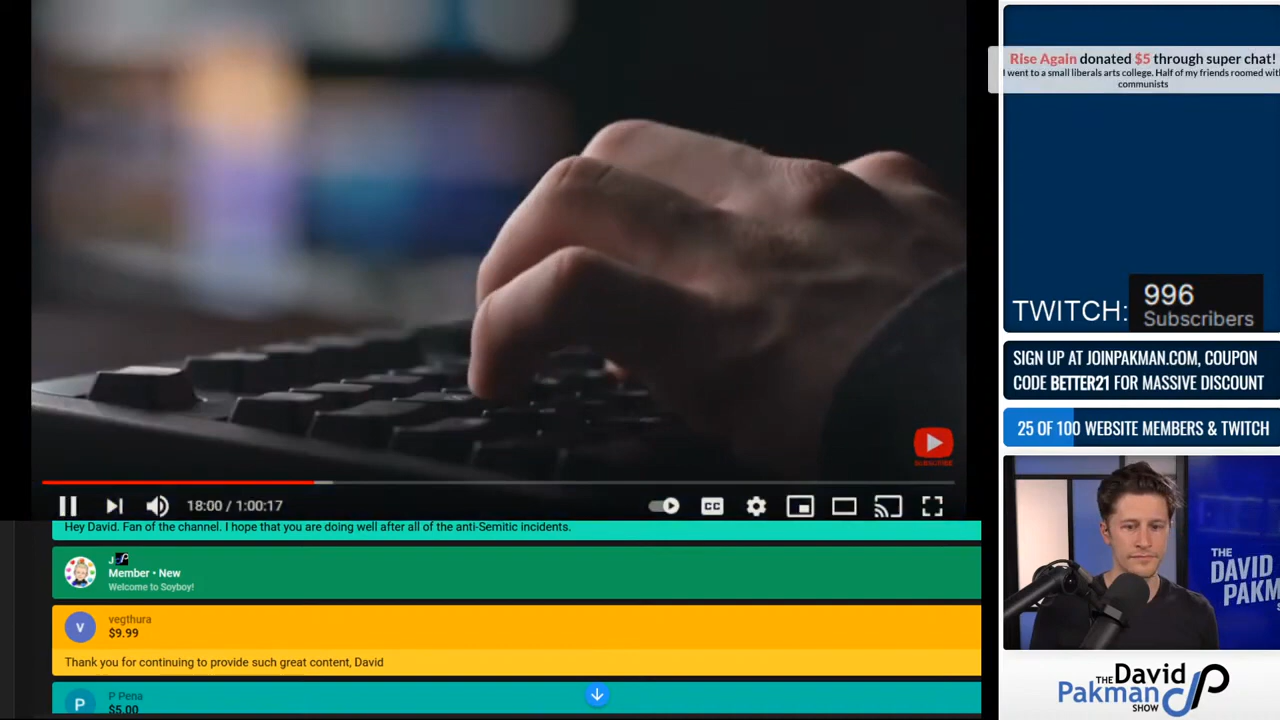 Rise Again donated $5 through super chat!
I went to a small liberals arts college. Half of my friends roomed with
communists
TWITCH: 996
Subscribers
SIGN UP AT JOINPAKMAN.COM, COUPON
CODE BETTER21 FOR MASSIVE DISCOUNT
25 OF 100 WEBSITE MEMBERS & TWITCH
SUBSCRIBE
18:00 / 1:00:17
CC
Hey David. Fan of the channel. I hope that you are doing well after all of the anti-Semitic incidents.
J
Member • New
Welcome to Soyboy!
V
vegthura
$9.99
Thank you for continuing to provide such great content, David
P
P Pena
$5.00
THE
DAVID
PAKM
SHOW
THE David
Pakman
SHOW